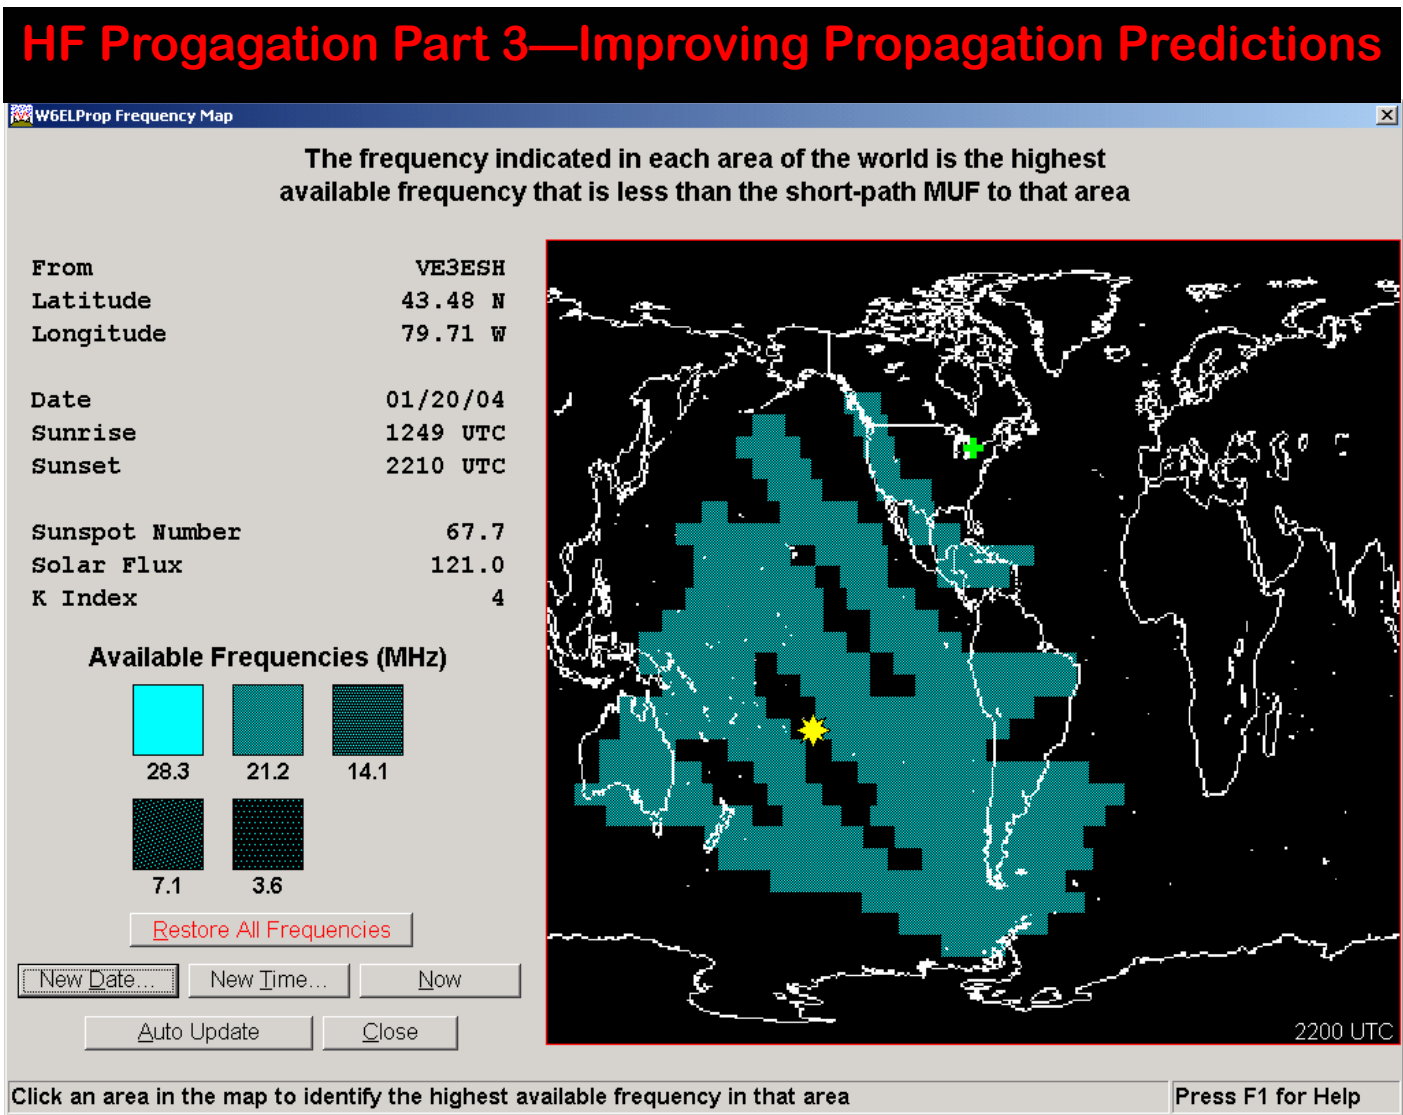 HF Progagation Part 3—Improving Propagation Predictions
W6ELProp Frequency Map
The frequency indicated in each area of the world is the highest
available frequency that is less than the short-path MUF to that area
From VE3ESH
Latitude 43.48 N
Longitude 79.71 W
Date 01/20/04
Sunrise 1249 UTC
Sunset 2210 UTC
Sunspot Number 67.7
Solar Flux 121.0
K Index 4
Available Frequencies (MHz)
28.3 21.2 14.1
7.1 3.6
Restore All Frequencies
New Date... New Time... Now
Auto Update Close
2200 UTC
Click an area in the map to identify the highest available frequency in that area Press F1 for Help